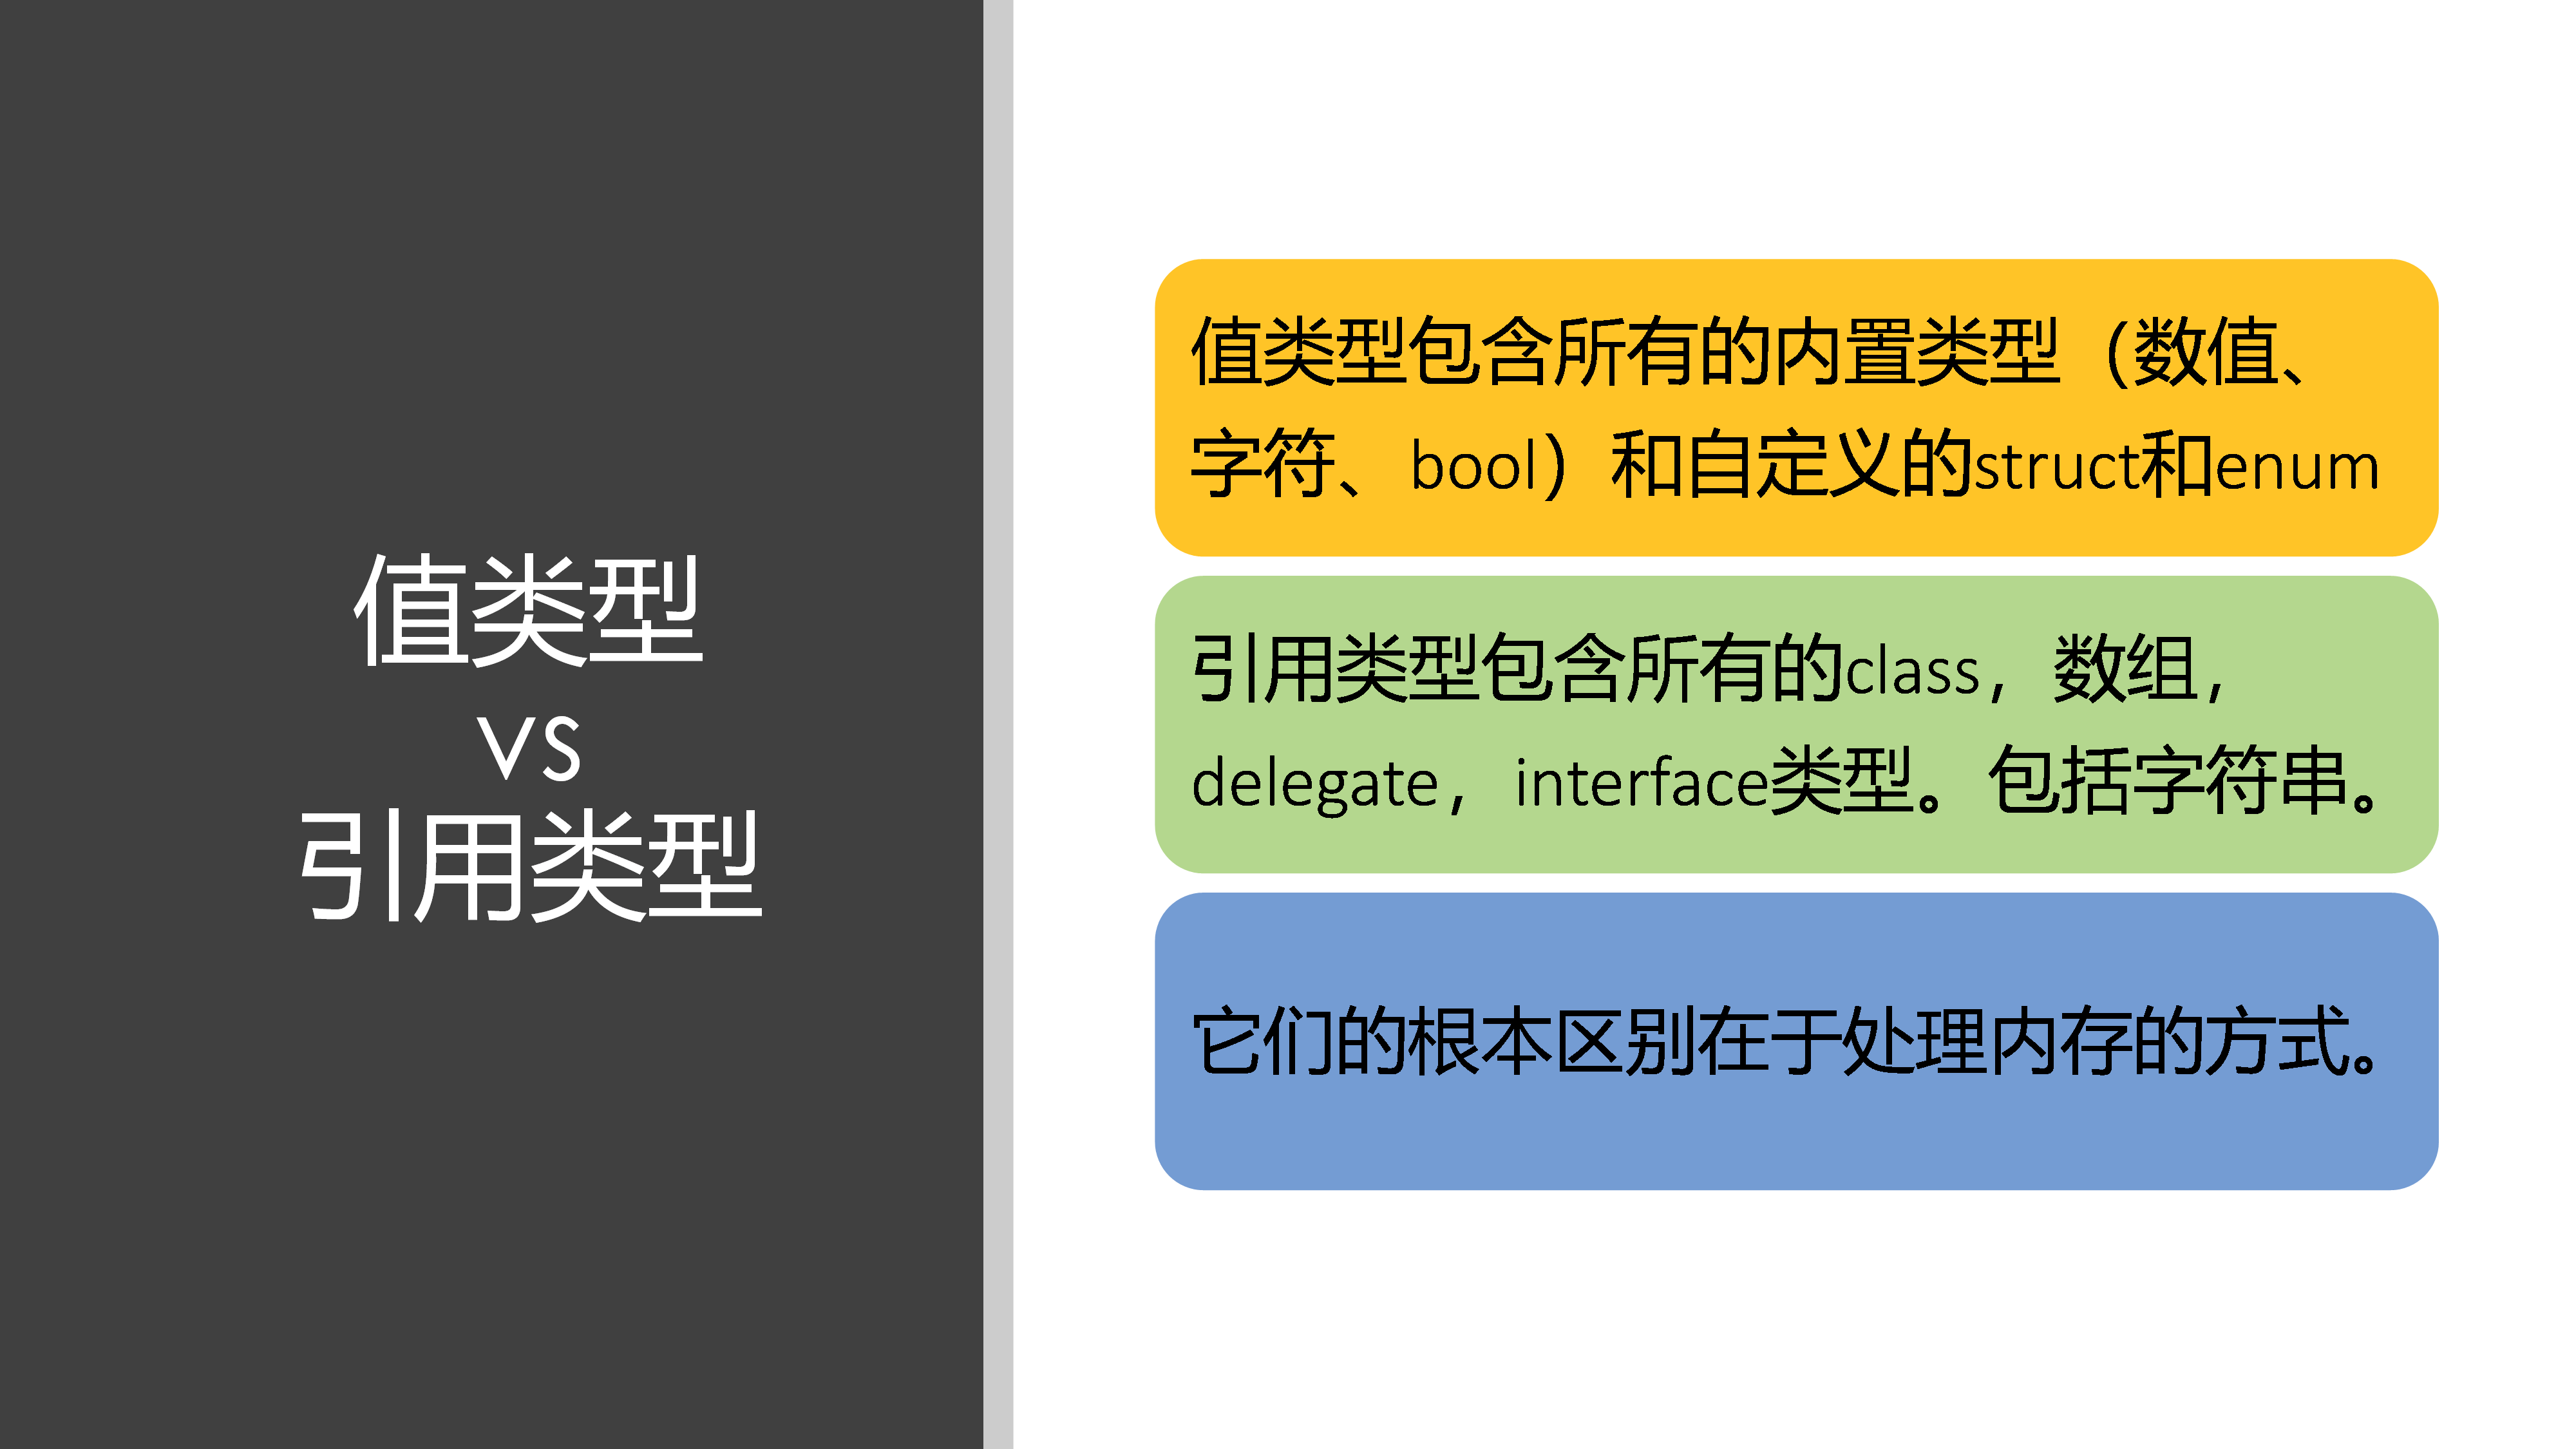 值类型
vs
引用类型
值类型包含所有的内置类型（数值、
字符、bool）和自定义的struct和enum
引用类型包含所有的class，数组，
delegate，interface类型。包括字符串。
它们的根本区别在于处理内存的方式。